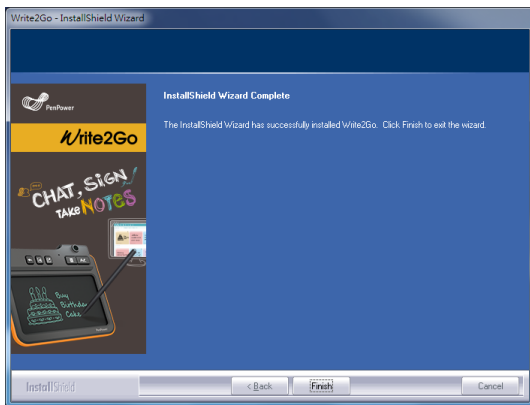 Write2Go - InstallShield Wizard
PenPower
Write2Go
CHAT, SIGN,
TAKE NOTES
Buy
Birthday
Cake
InstallShield Wizard Complete
The InstallShield Wizard has successfully installed Write2Go. Click Finish to exit the wizard.
InstallShield
< Back
Finish
Cancel